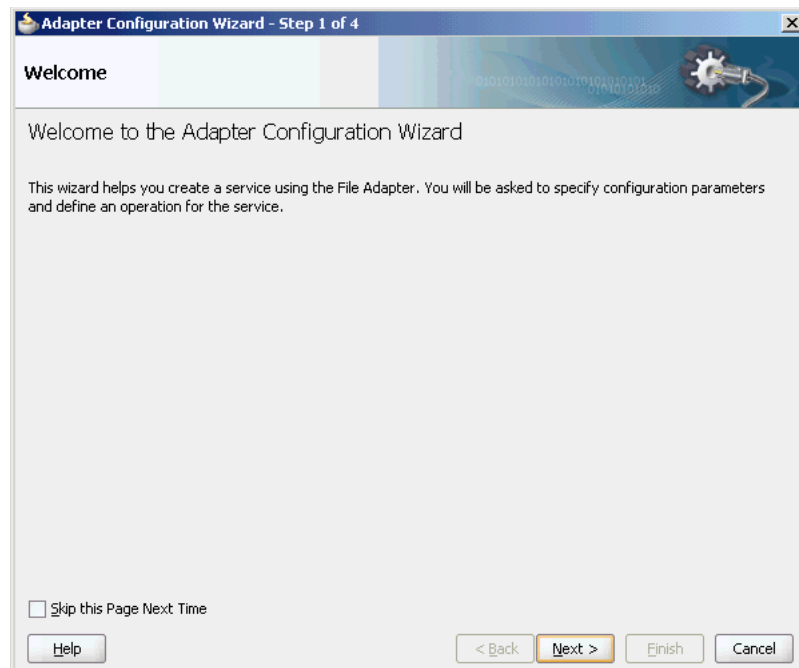 Adapter Configuration Wizard - Step 1 of 4
Welcome
Welcome to the Adapter Configuration Wizard
This wizard helps you create a service using the File Adapter. You will be asked to specify configuration parameters
and define an operation for the service.
Skip this Page Next Time
Help
< Back
Next >
Finish
Cancel